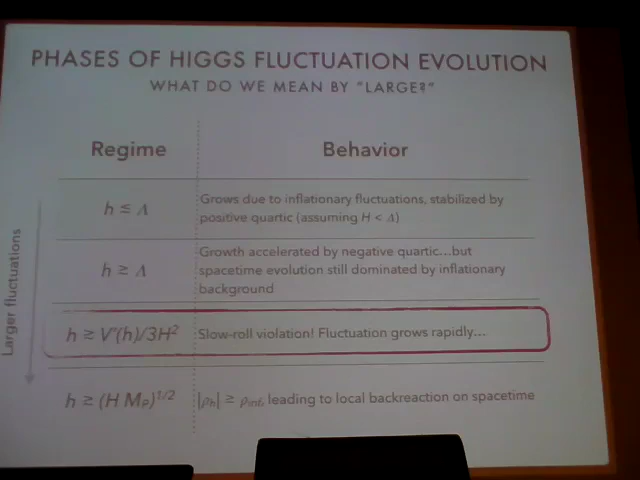 PHASES OF HIGGS FLUCTUATION EVOLUTION
WHAT DO WE MEAN BY "LARGE?"
Regime
Behavior
h ≤ Λ
Grows due to inflationary fluctuations, stabilized by
positive quartic (assuming H < Λ)
h ≥ Λ
Growth accelerated by negative quartic...but
spacetime evolution still dominated by inflationary
background
h ≥ V'(h)/3H²
Slow-roll violation! Fluctuation grows rapidly...
h ≥ (H Mₚ)^1/2
|ρₕ| ≥ ρinf, leading to local backreaction on spacetime
Larger fluctuations